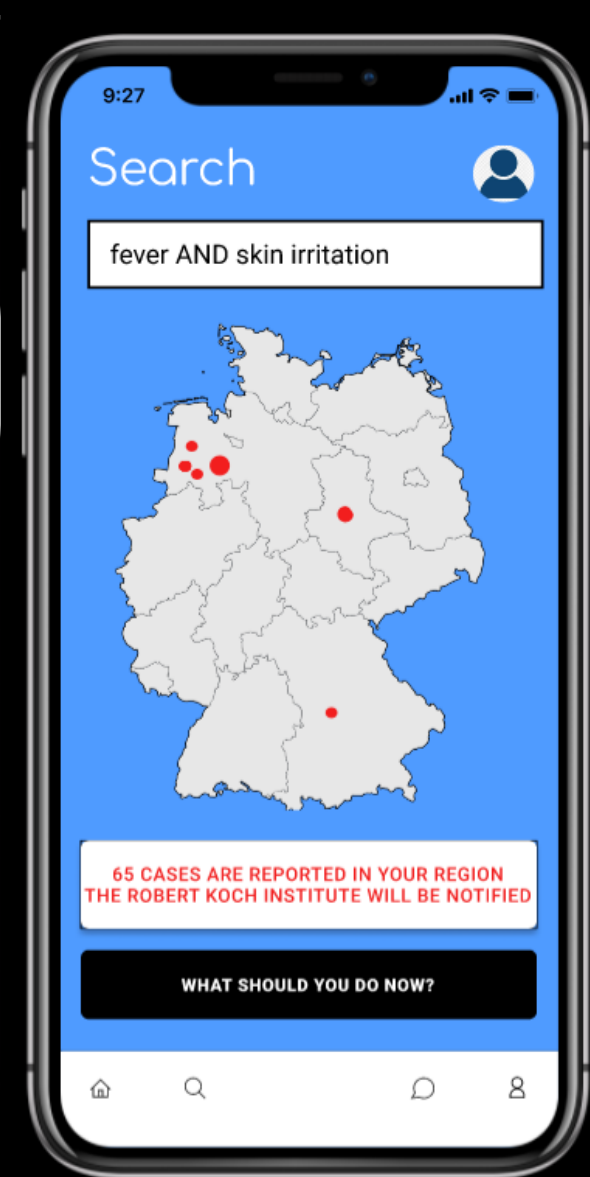 9:27
Search
fever AND skin irritation
65 CASES ARE REPORTED IN YOUR REGION
THE ROBERT KOCH INSTITUTE WILL BE NOTIFIED
WHAT SHOULD YOU DO NOW?